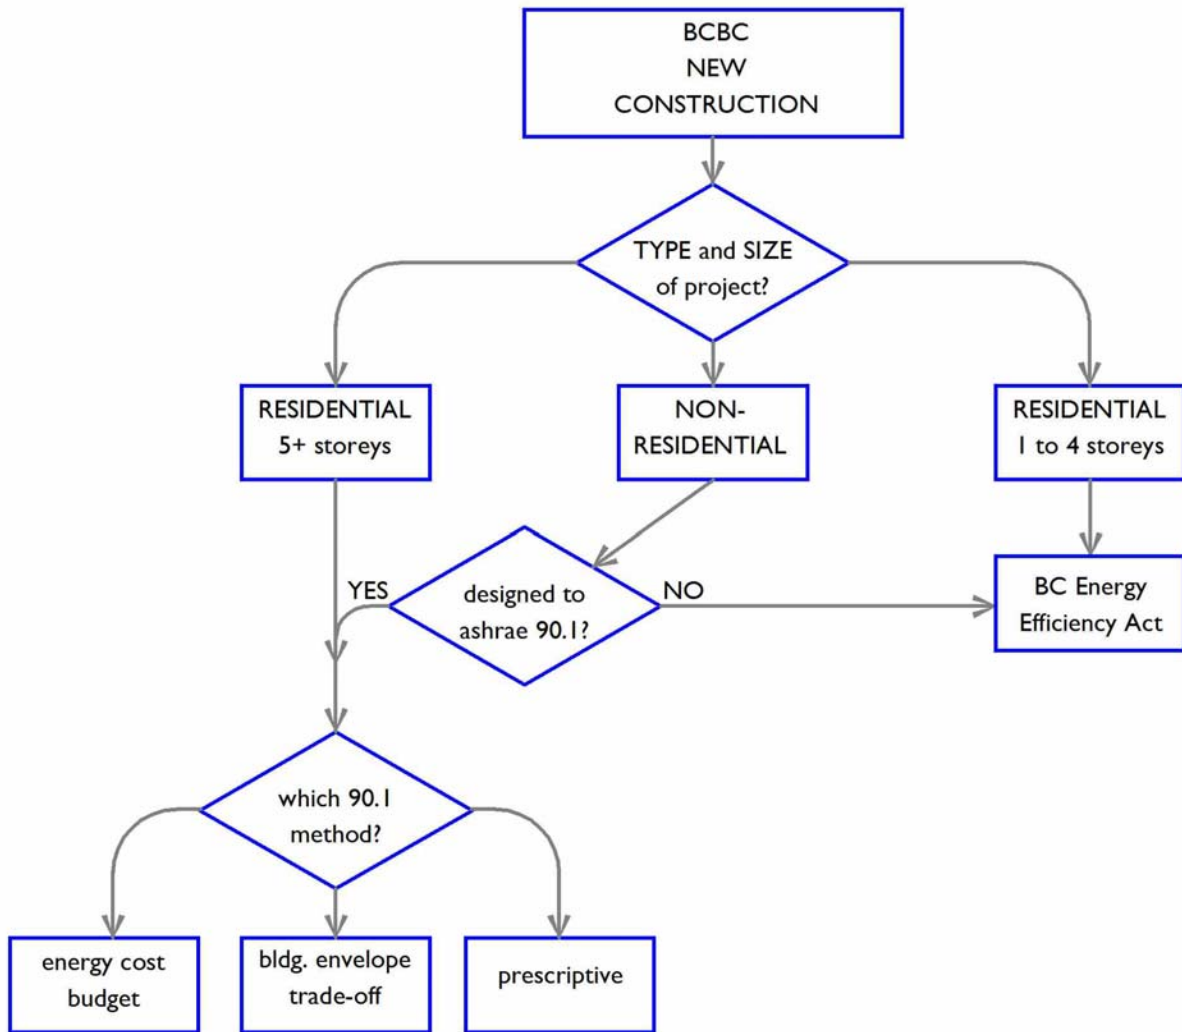 BCBC
NEW
CONSTRUCTION
TYPE and SIZE
of project?
RESIDENTIAL
5+ storeys
NON-
RESIDENTIAL
RESIDENTIAL
1 to 4 storeys
YES
designed to
ashrae 90.1?
NO
BC Energy
Efficiency Act
which 90.1
method?
energy cost
budget
bldg. envelope
trade-off
prescriptive